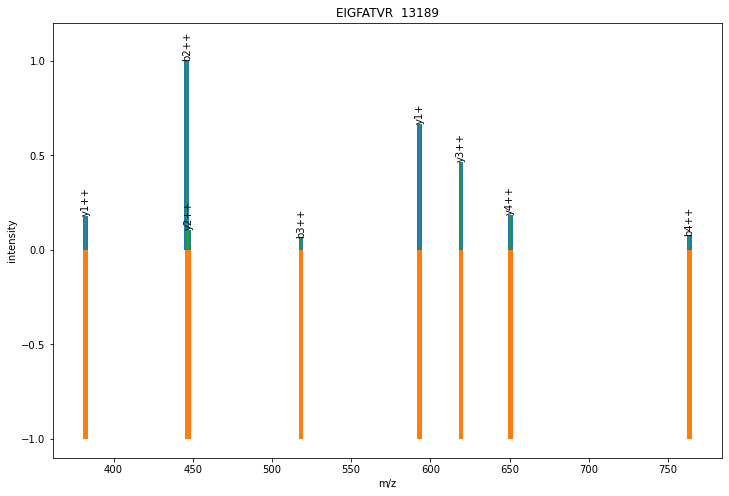 EIGFATVR 13189
intensity
1.0
0.5
0.0
−0.5
−1.0
y1++
b2++
y2++
b3++
y1+
y3++
y4++
b4++
400 450 500 550 600 650 700 750
m/z